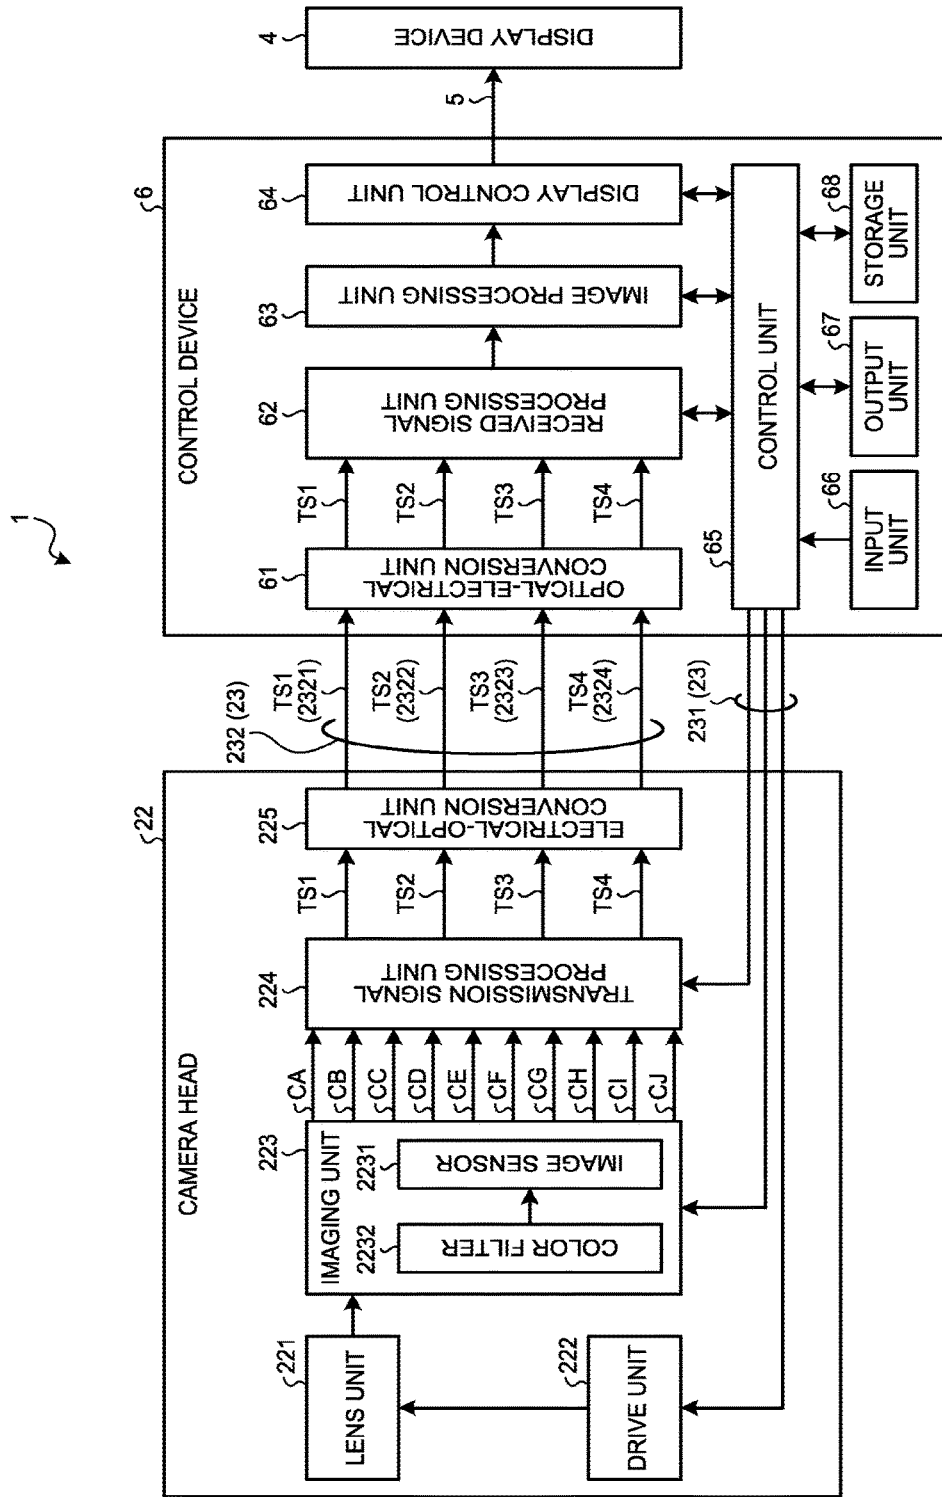 1
CAMERA HEAD
22
LENS UNIT
221
DRIVE UNIT
222
IMAGING UNIT
223
COLOR FILTER
2232
IMAGE SENSOR
2231
CA
CB
CC
CD
CE
CF
CG
CH
CI
CJ
224
TRANSMISSION SIGNAL
PROCESSING UNIT
TS1
TS2
TS3
TS4
225
ELECTRICAL-OPTICAL
CONVERSION UNIT
232 (23)
TS1
(2321)
TS2
(2322)
TS3
(2323)
TS4
(2324)
231 (23)
CONTROL DEVICE
6
61
OPTICAL-ELECTRICAL
CONVERSION UNIT
TS1
TS2
TS3
TS4
62
RECEIVED SIGNAL
PROCESSING UNIT
63
IMAGE PROCESSING UNIT
64
DISPLAY CONTROL UNIT
65
CONTROL UNIT
66
INPUT
UNIT
67
OUTPUT
UNIT
68
STORAGE
UNIT
5
4
DISPLAY DEVICE